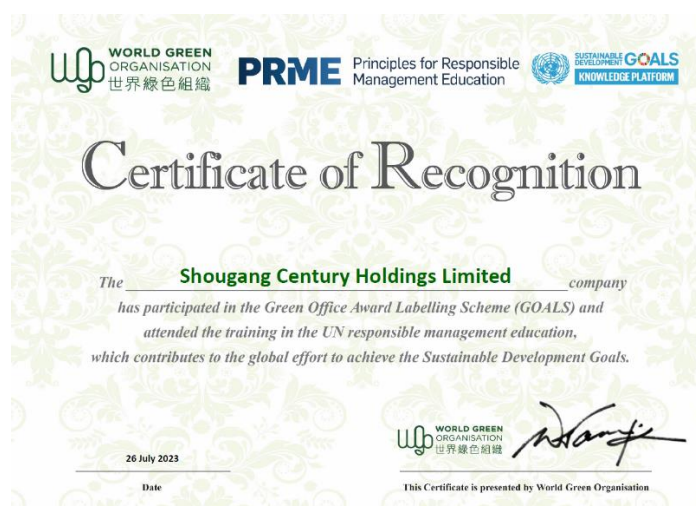 WORLD GREEN
ORGANISATION
世界綠色組織
PRME Principles for Responsible
Management Education
SUSTAINABLE
DEVELOPMENT GOALS
KNOWLEDGE PLATFORM
Certificate of Recognition
The Shougang Century Holdings Limited company
has participated in the Green Office Award Labelling Scheme (GOALS) and
attended the training in the UN responsible management education,
which contributes to the global effort to achieve the Sustainable Development Goals.
WORLD GREEN
ORGANISATION
世界綠色組織
26 July 2023
Date
This Certificate is presented by World Green Organisation